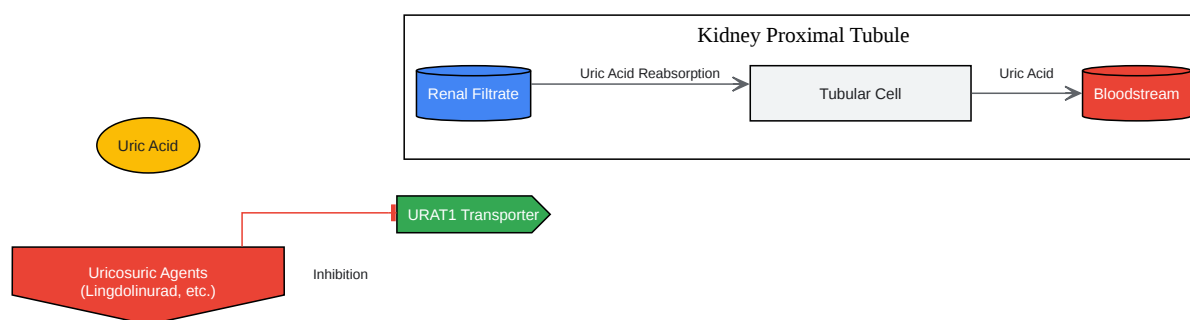 Kidney Proximal Tubule
Renal Filtrate
Uric Acid Reabsorption
Tubular Cell
Uric Acid
Bloodstream
Uric Acid
URAT1 Transporter
Uricosuric Agents
(Lingdolinurad, etc.)
Inhibition